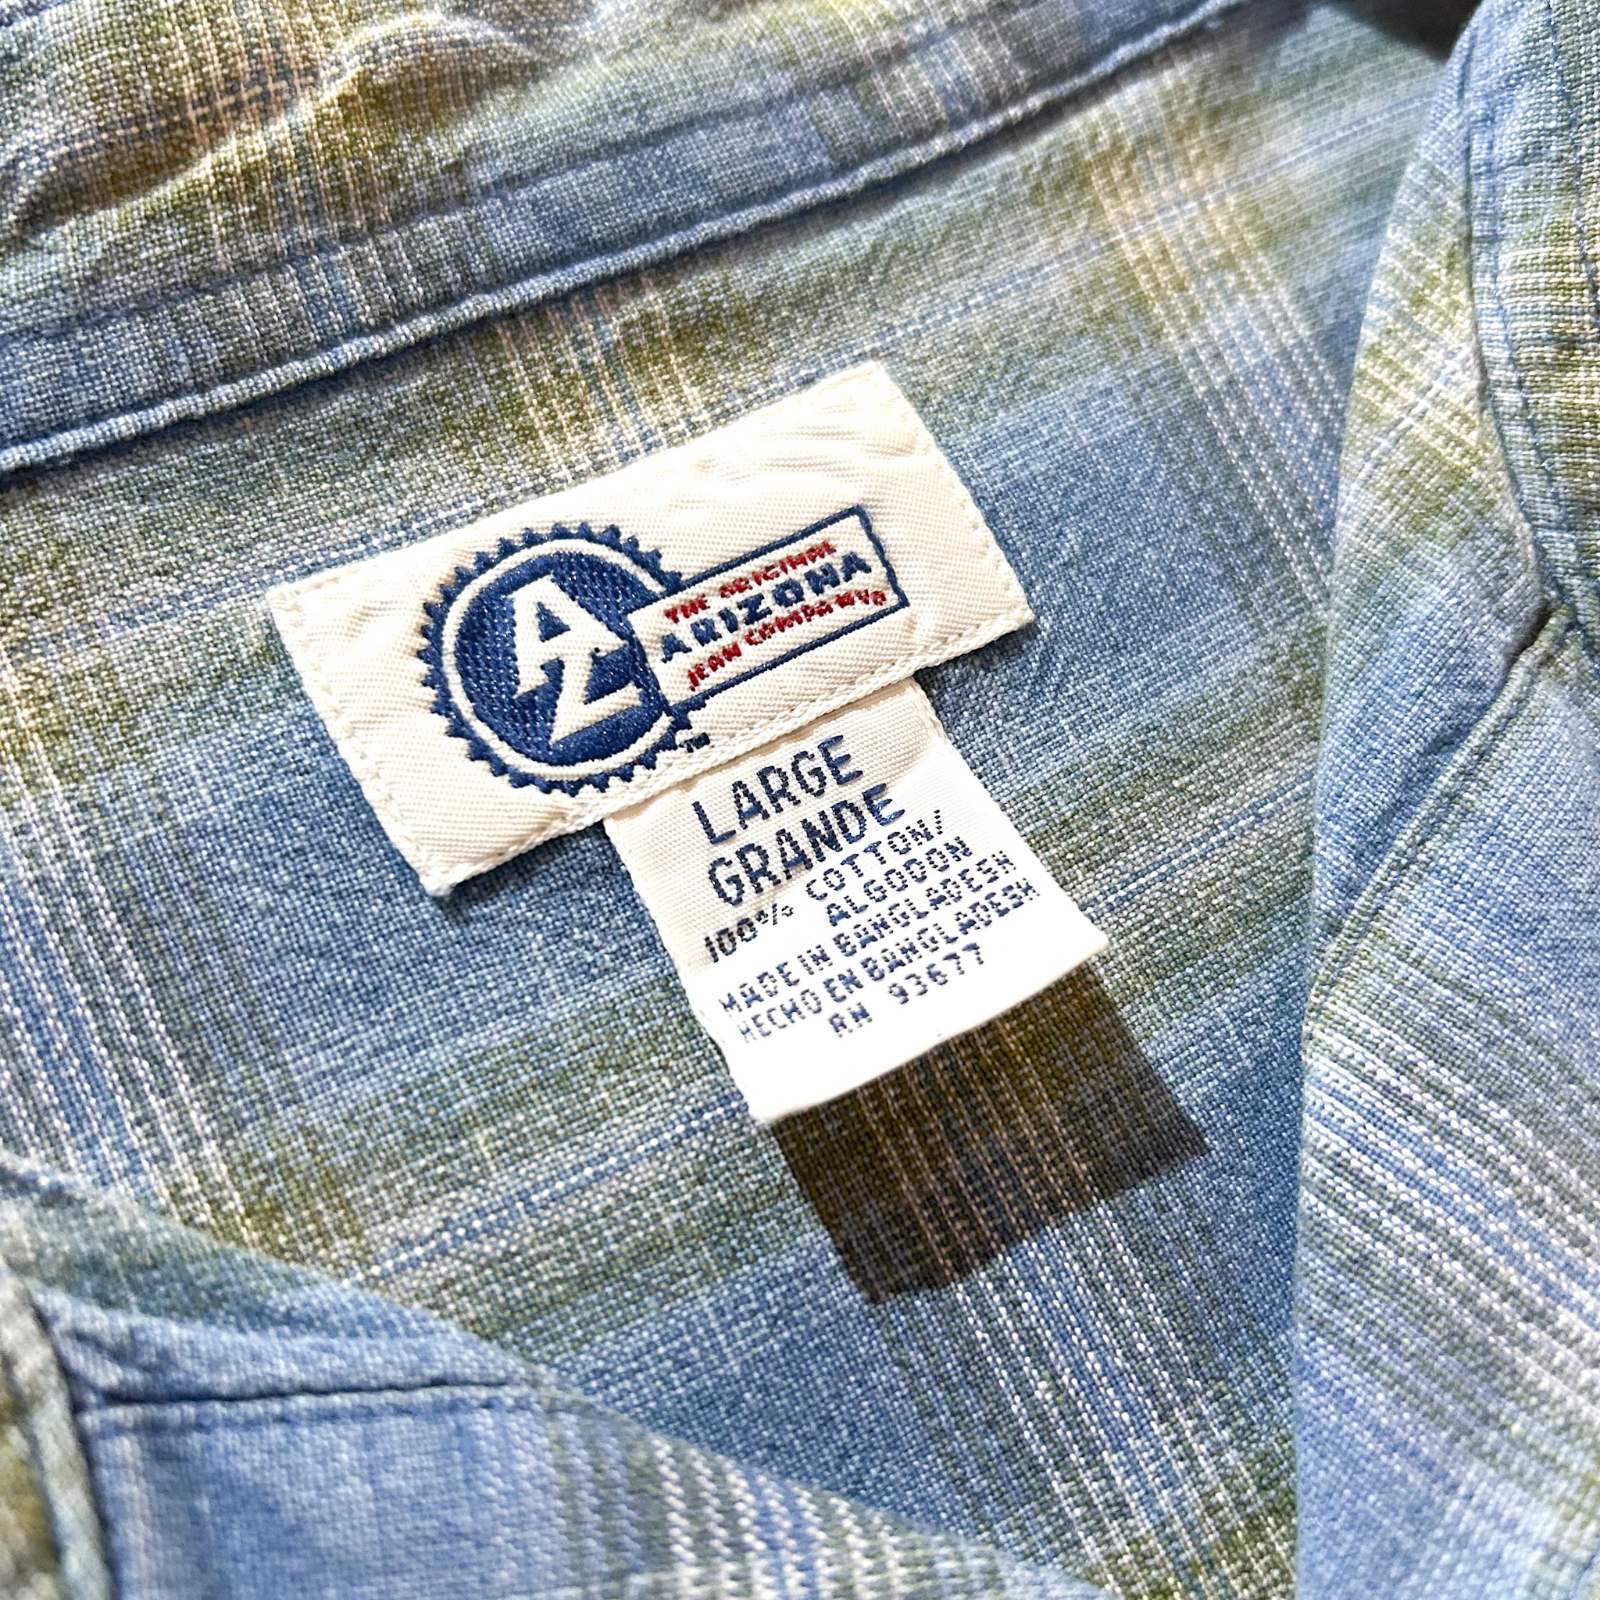 AZ
THE ORIGINAL
ARIZONA
JEAN COMPANY®
TM
LARGE
GRANDE
100% COTTON/
ALGODON
MADE IN BANGLADESH
HECHO EN BANGLADESH
RN 93677